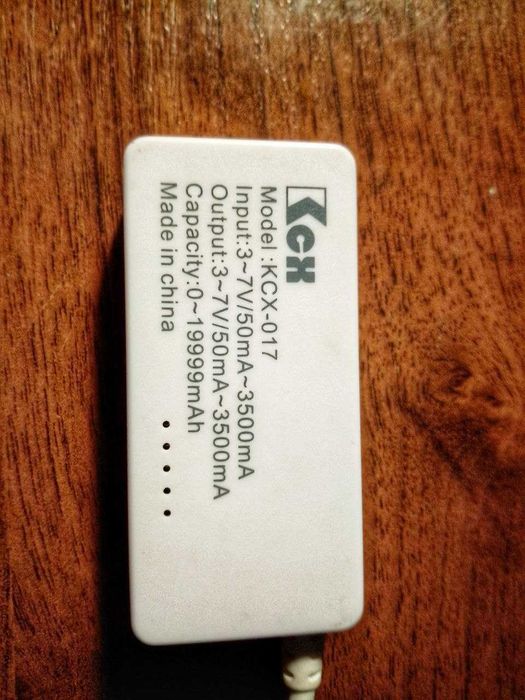 Kcx
Model :KCX-017
Input:3~7V/50mA~3500mA
Output:3~7V/50mA~3500mA
Capacity:0~19999mAh
Made in china